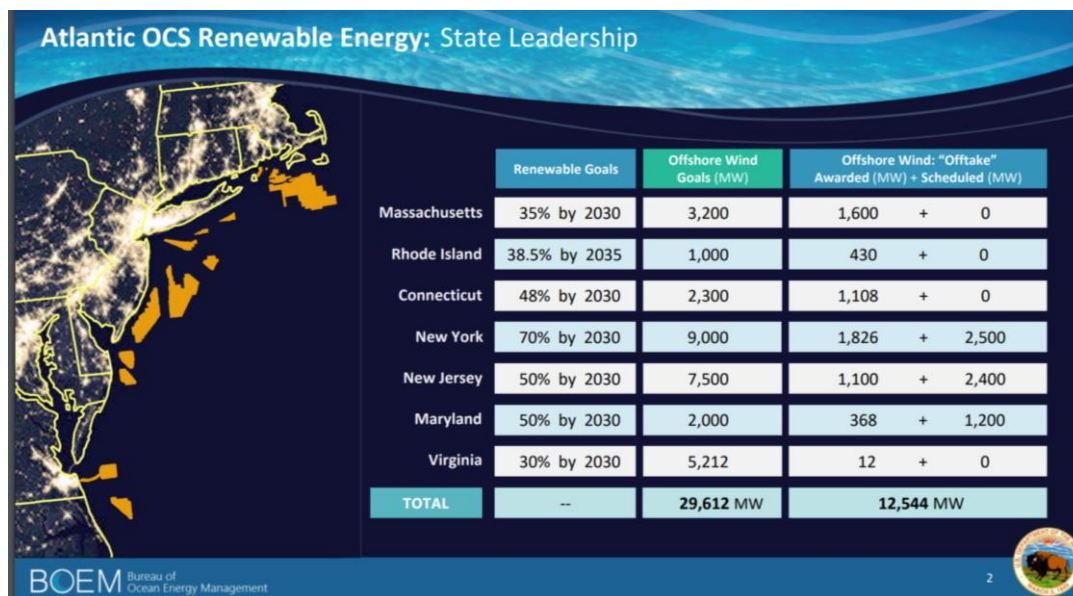 Atlantic OCS Renewable Energy: State Leadership
Renewable Goals
Offshore Wind
Goals (MW)
Offshore Wind: "Offtake"
Awarded (MW) + Scheduled (MW)
Massachusetts 35% by 2030 3,200 1,600 + 0
Rhode Island 38.5% by 2035 1,000 430 + 0
Connecticut 48% by 2030 2,300 1,108 + 0
New York 70% by 2030 9,000 1,826 + 2,500
New Jersey 50% by 2030 7,500 1,100 + 2,400
Maryland 50% by 2030 2,000 368 + 1,200
Virginia 30% by 2030 5,212 12 + 0
TOTAL -- 29,612 MW 12,544 MW
BOEM Bureau of
Ocean Energy Management
2